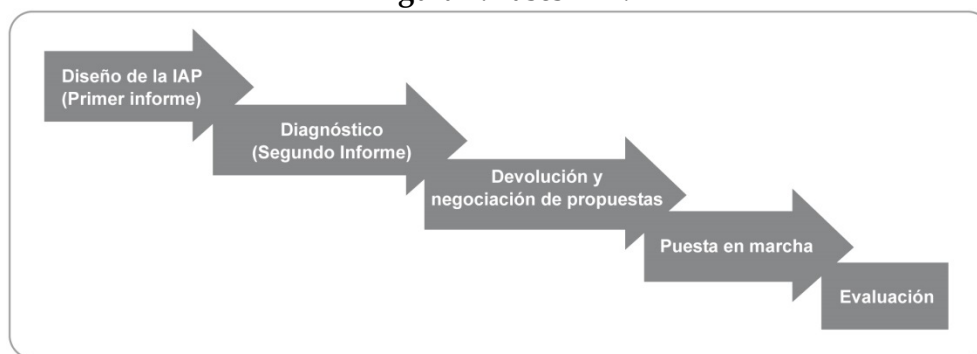 Diseño de la IAP
(Primer informe)
Diagnóstico
(Segundo Informe)
Devolución y
negociación de propuestas
Puesta en marcha
Evaluación